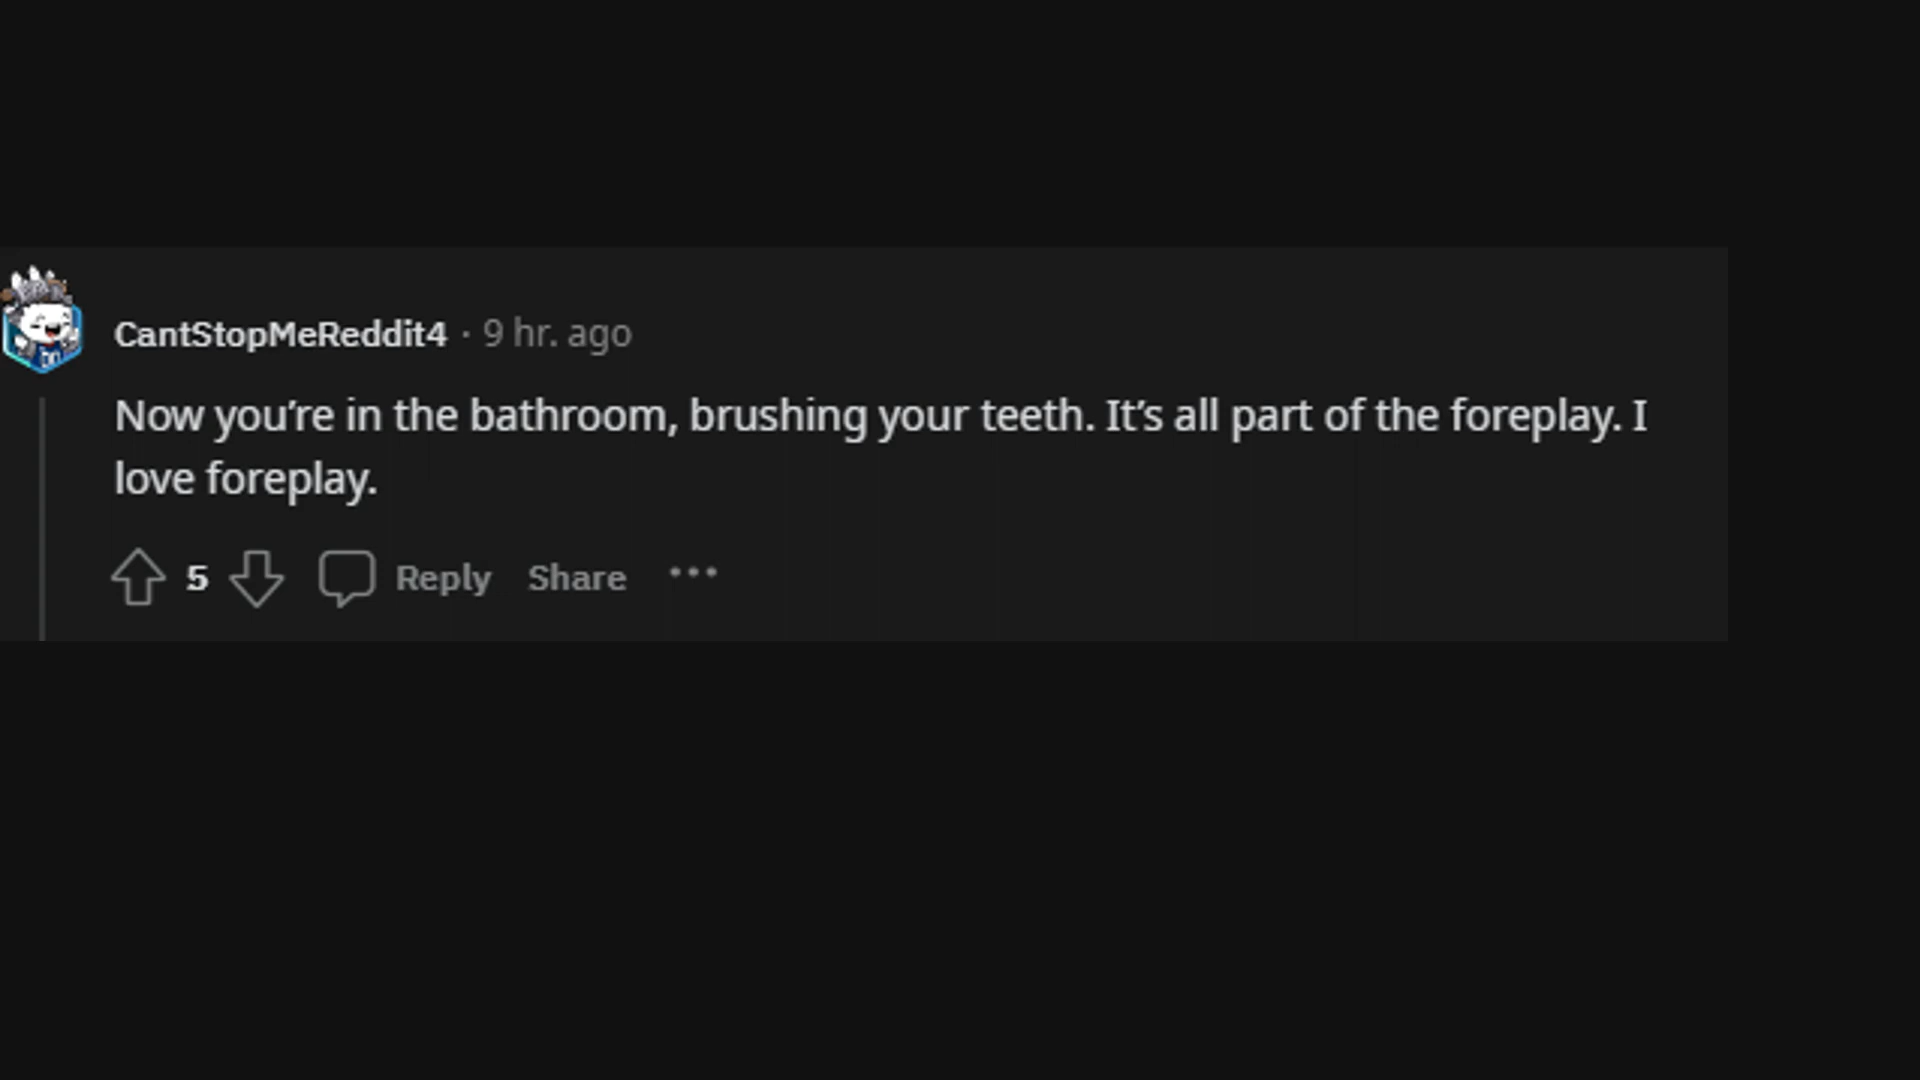 CantStopMeReddit4 · 9 hr. ago
Now you’re in the bathroom, brushing your teeth. It’s all part of the foreplay. I
love foreplay.
5 Reply Share ···